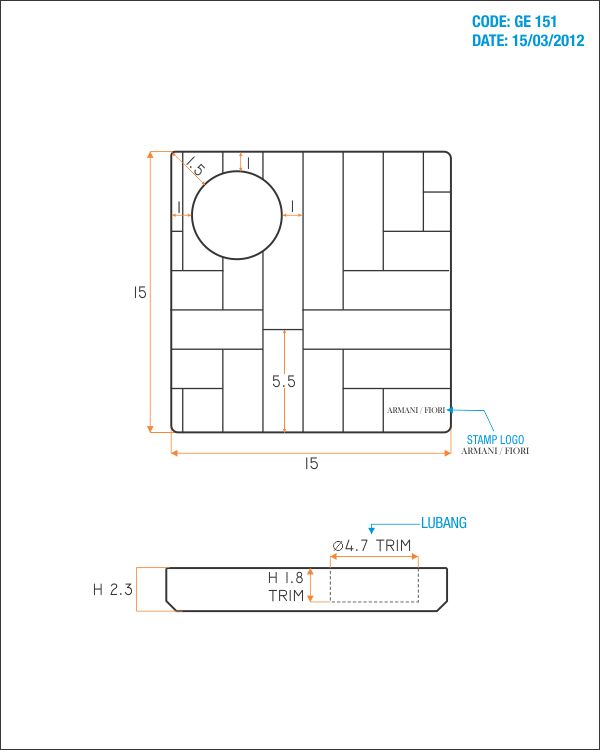 CODE: GE 151
DATE: 15/03/2012
1.5
1
1
1
15
5.5
ARMANI / FIORI
STAMP LOGO
ARMANI / FIORI
15
LUBANG
Ø4.7 TRIM
H 1.8
TRIM
H 2.3